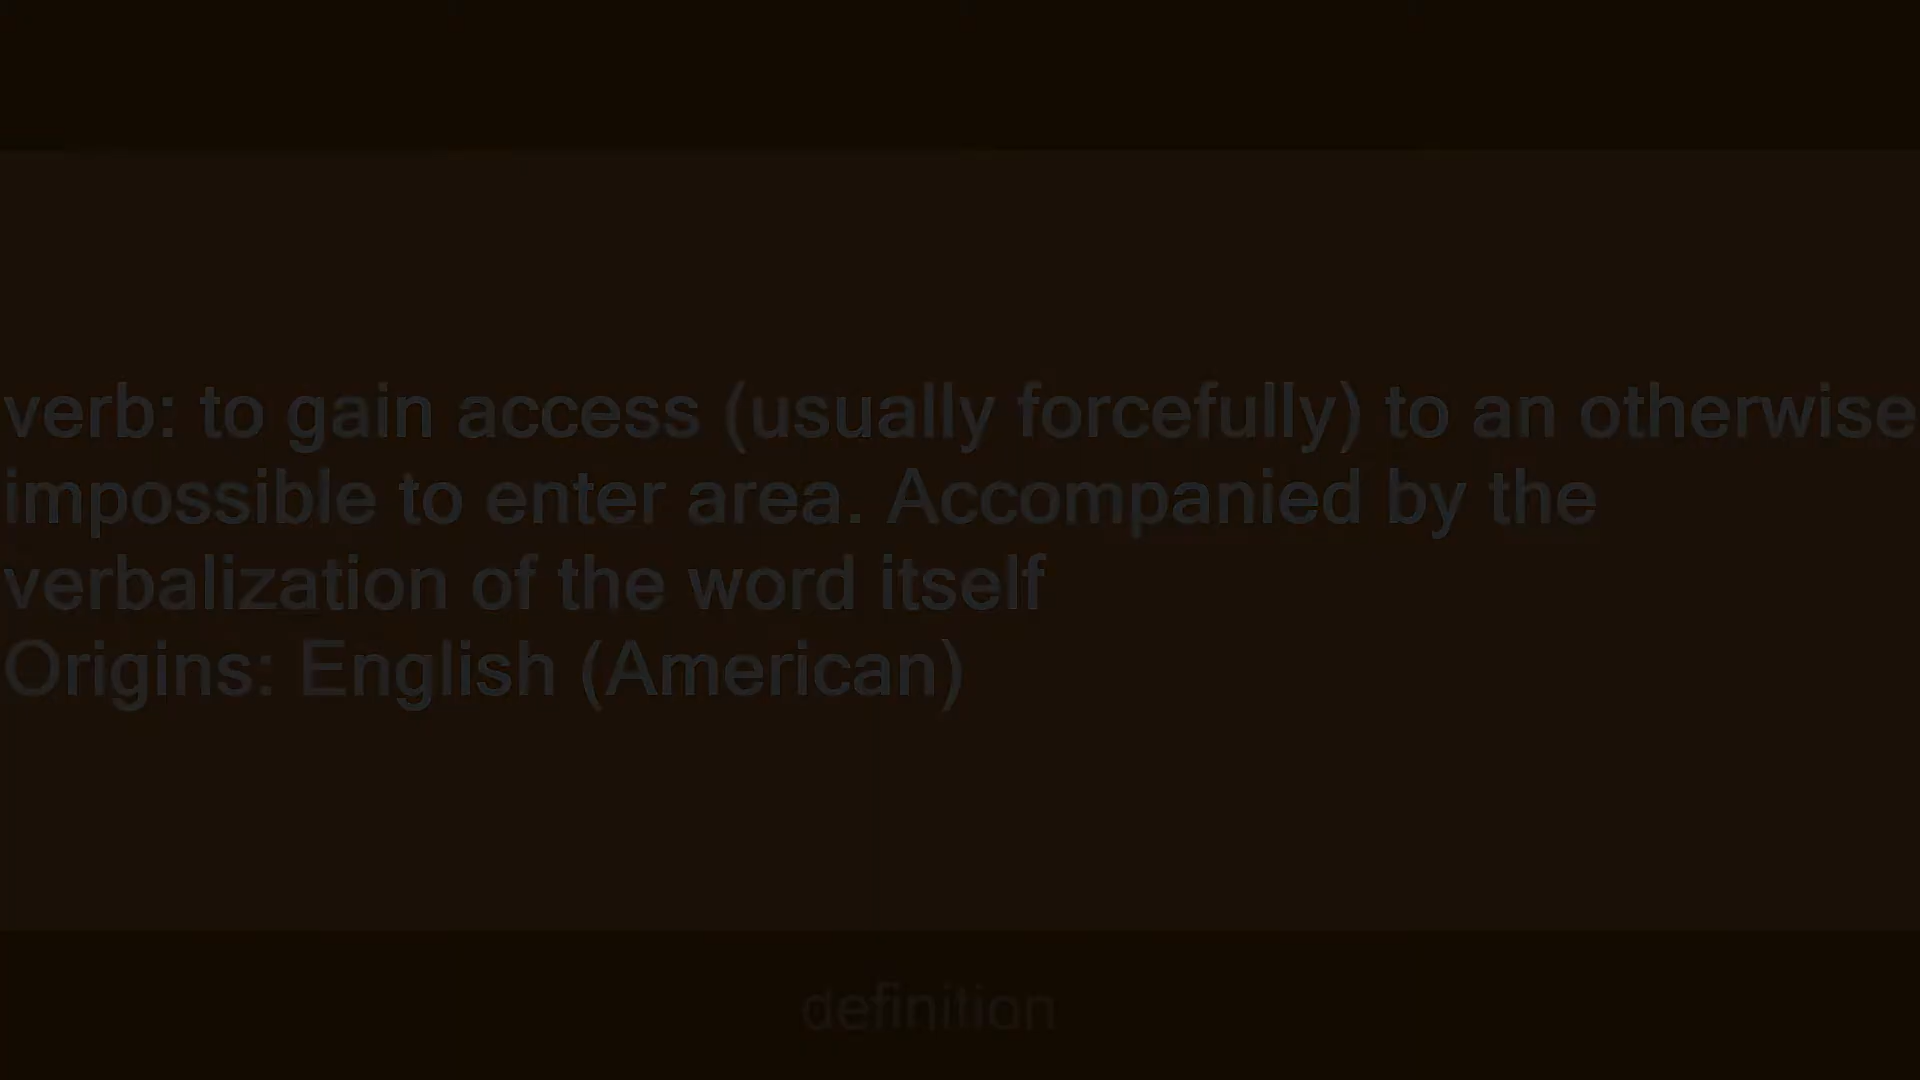 verb: to gain access (usually forcefully) to an otherwise
impossible to enter area. Accompanied by the
verbalization of the word itself
Origins: English (American)
definition